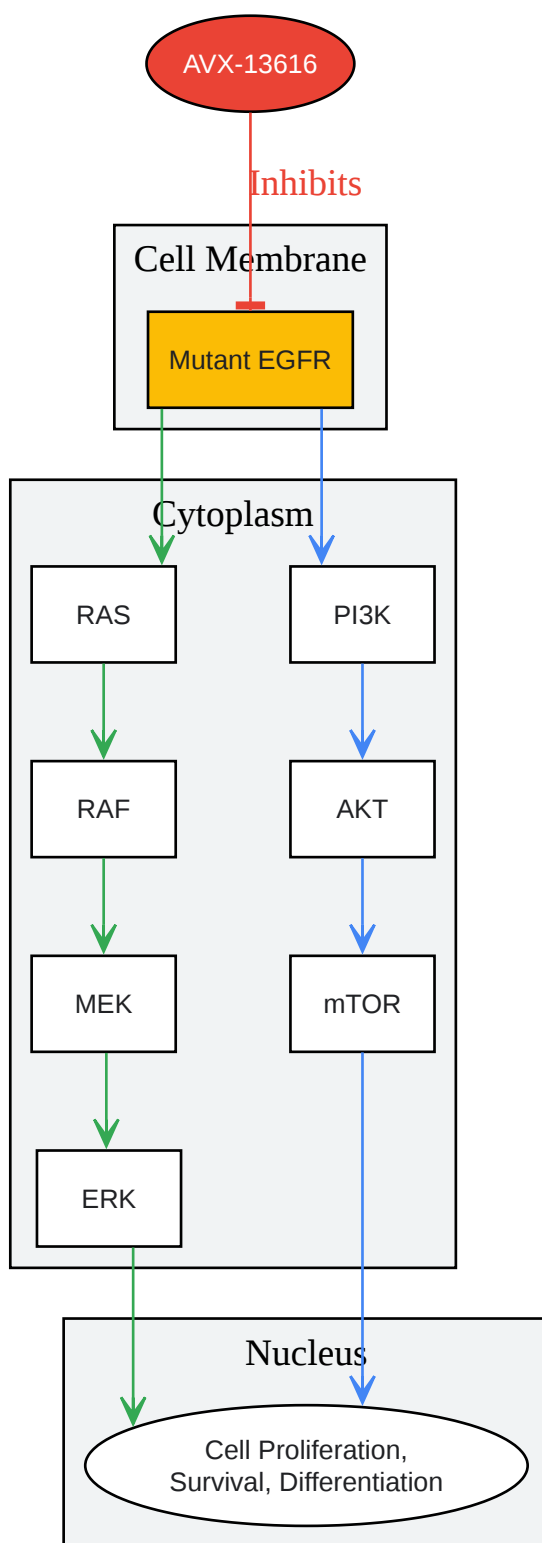 AVX-13616
Inhibits
Cell Membrane
Mutant EGFR
Cytoplasm
RAS
PI3K
RAF
AKT
MEK
mTOR
ERK
Nucleus
Cell Proliferation,
Survival, Differentiation